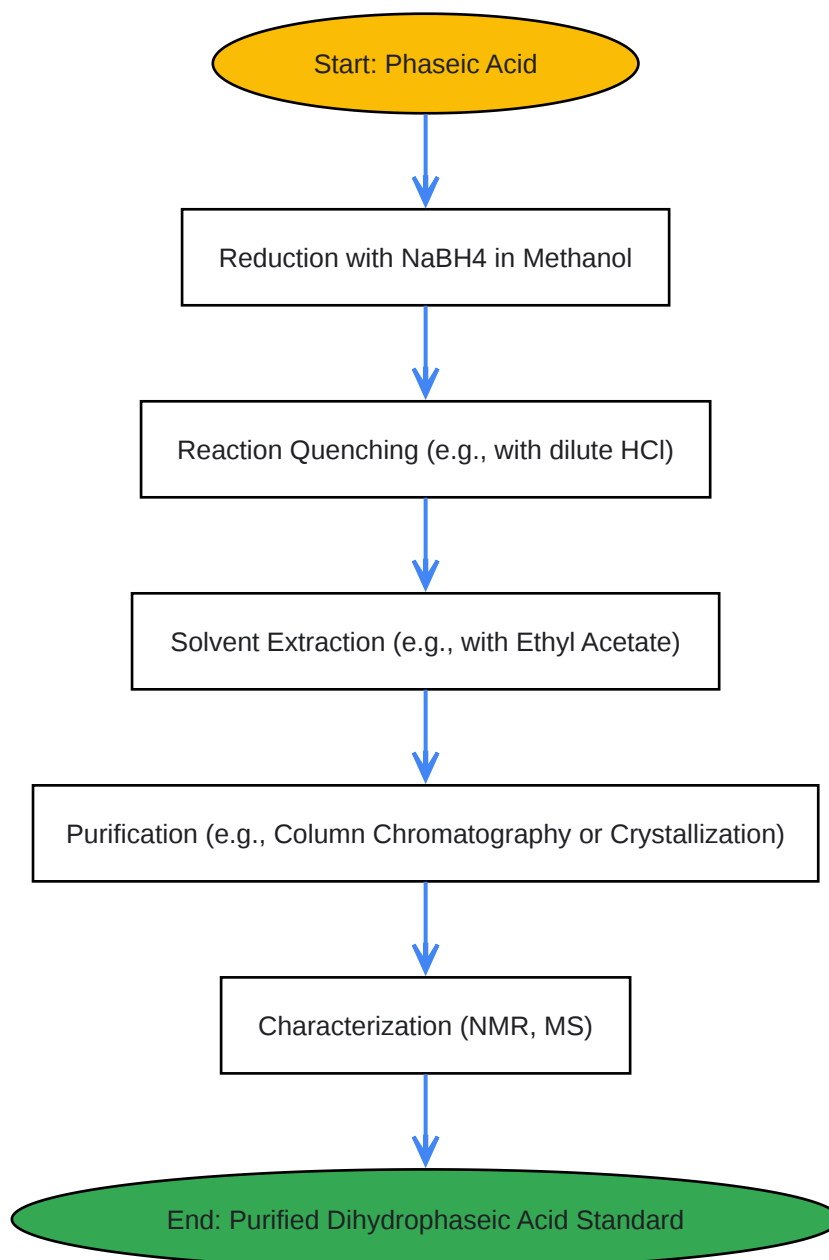 Start: Phaseic Acid
Reduction with NaBH4 in Methanol
Reaction Quenching (e.g., with dilute HCl)
Solvent Extraction (e.g., with Ethyl Acetate)
Purification (e.g., Column Chromatography or Crystallization)
Characterization (NMR, MS)
End: Purified Dihydrophaseic Acid Standard